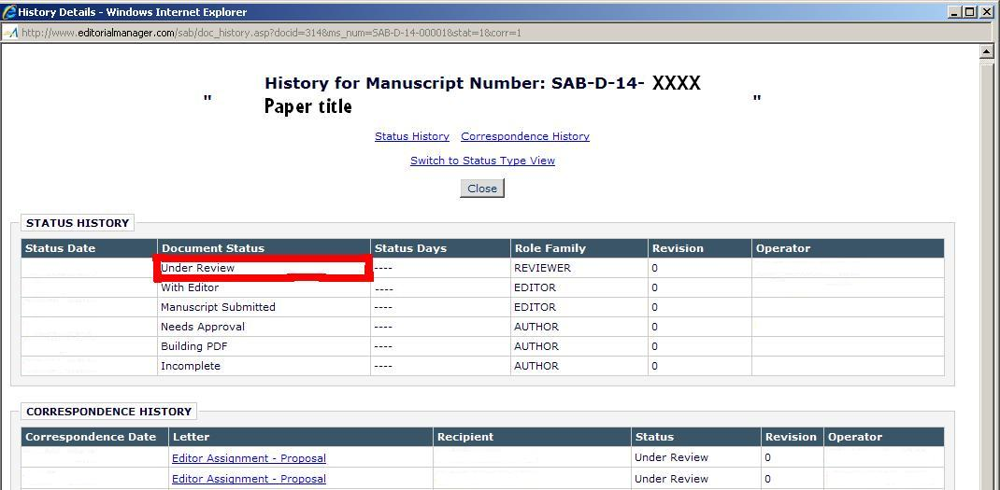 History Details - Windows Internet Explorer
http://www.editorialmanager.com/sab/doc_history.asp?docid=314&ms_num=SAB-D-14-00001&stat=1&corr=1
History for Manuscript Number: SAB-D-14- XXXX
" Paper title "
Status History Correspondence History
Switch to Status Type View
Close
STATUS HISTORY
Status Date Document Status Status Days Role Family Revision Operator
Under Review ---- REVIEWER 0
With Editor ---- EDITOR 0
Manuscript Submitted ---- EDITOR 0
Needs Approval ---- AUTHOR 0
Building PDF ---- AUTHOR 0
Incomplete ---- AUTHOR 0
CORRESPONDENCE HISTORY
Correspondence Date Letter Recipient Status Revision Operator
Editor Assignment - Proposal Under Review 0
Editor Assignment - Proposal Under Review 0